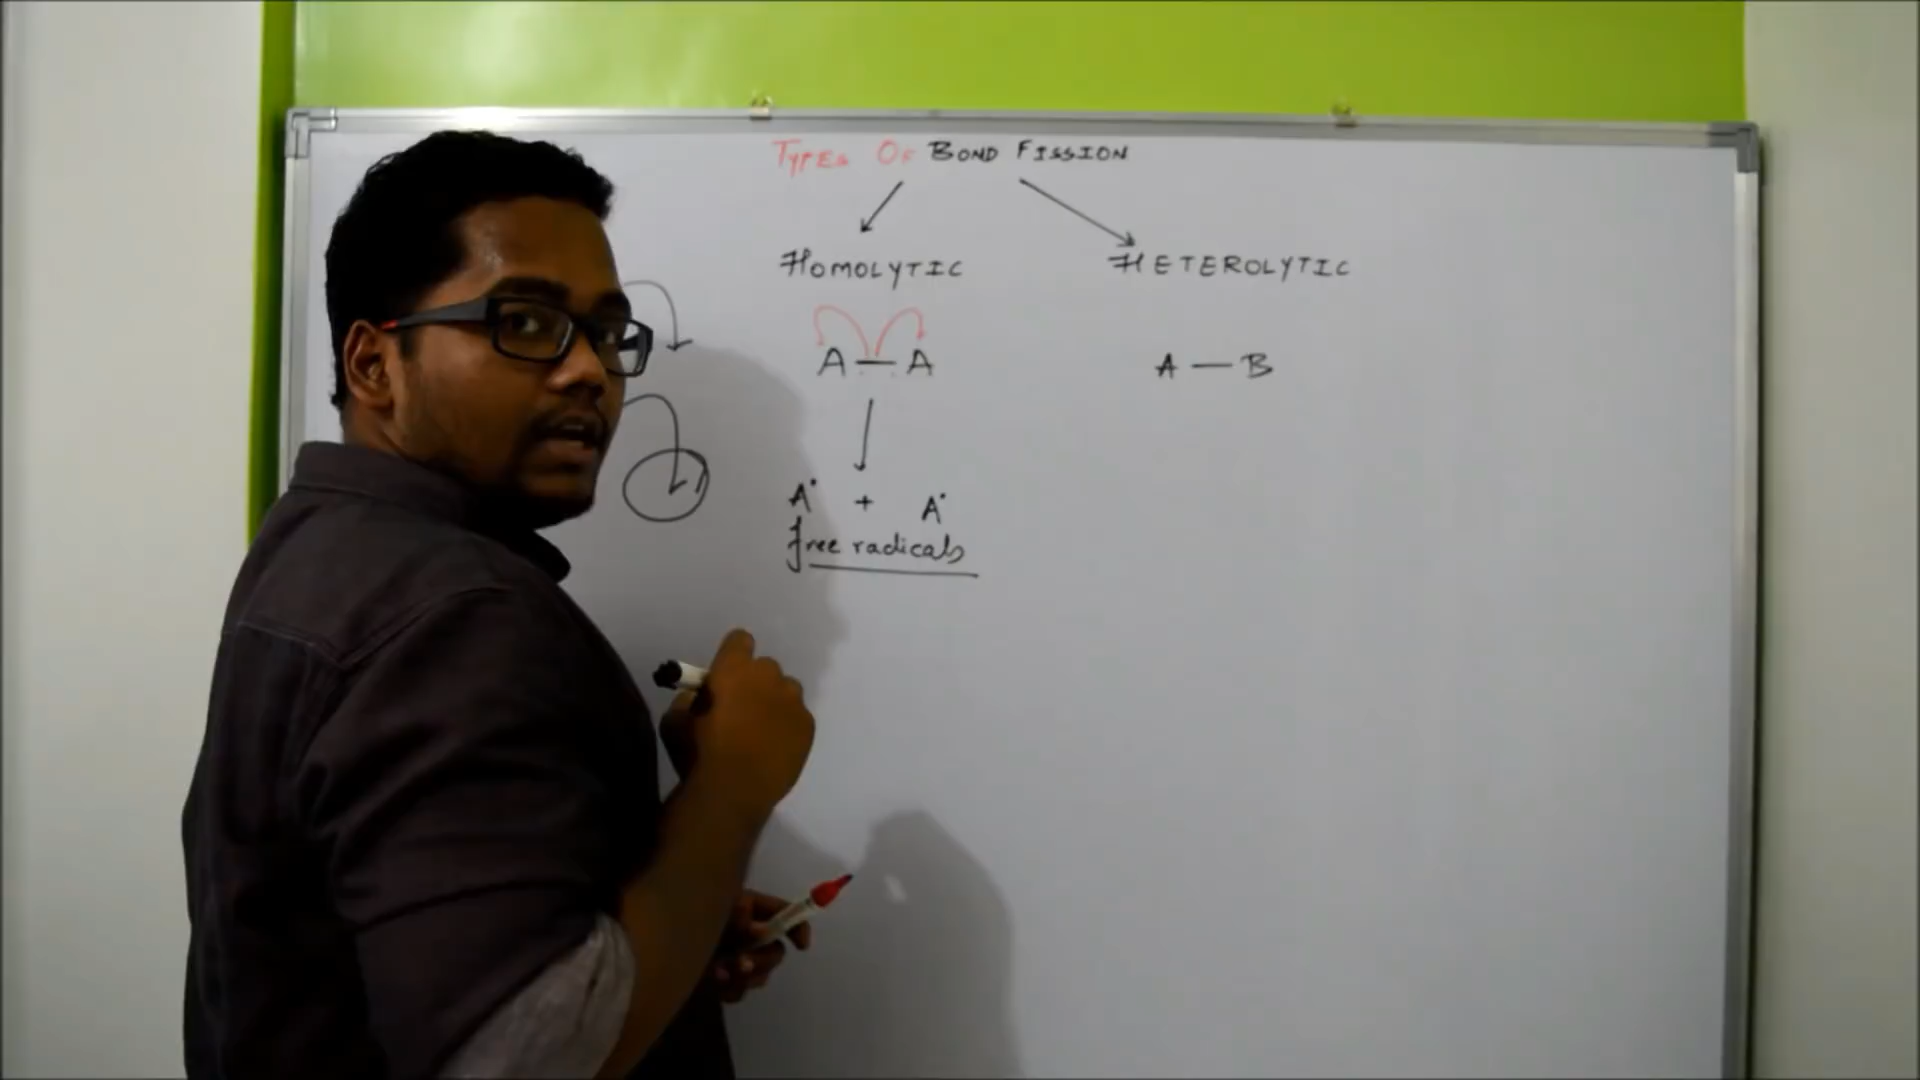 TYPES OF BOND FISSION
HOMOLYTIC HETEROLYTIC
A — A A — B
A• + A•
free radicals